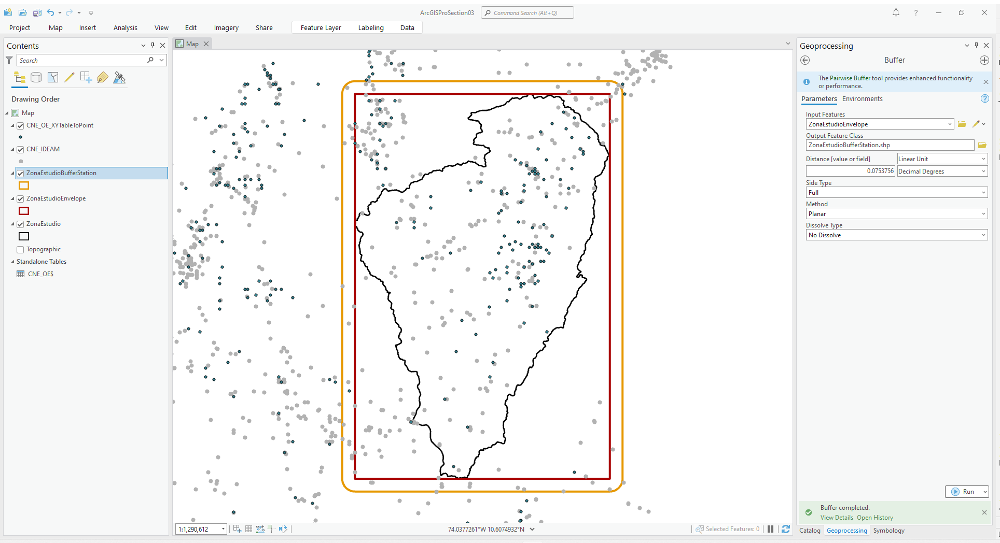 ArcGISProSection03
Command Search (Alt+Q)
Project
Map
Insert
Analysis
View
Edit
Imagery
Share
Feature Layer
Labeling
Data
Contents
Search
Drawing Order
Map
CNE_OE_XYTableToPoint
CNE_IDEAM
ZonaEstudioBufferStation
ZonaEstudioEnvelope
ZonaEstudio
Topographic
Standalone Tables
CNE_OE$
Map
1:1,290,612
74.0377261°W 10.6074932°N
Selected Features: 0
Geoprocessing
Buffer
The Pairwise Buffer tool provides enhanced functionality
or performance.
Parameters
Environments
Input Features
ZonaEstudioEnvelope
Output Feature Class
ZonaEstudioBufferStation.shp
Distance [value or field]
Linear Unit
0.0753756
Decimal Degrees
Side Type
Full
Method
Planar
Dissolve Type
No Dissolve
Run
Buffer completed.
View Details Open History
Catalog
Geoprocessing
Symbology